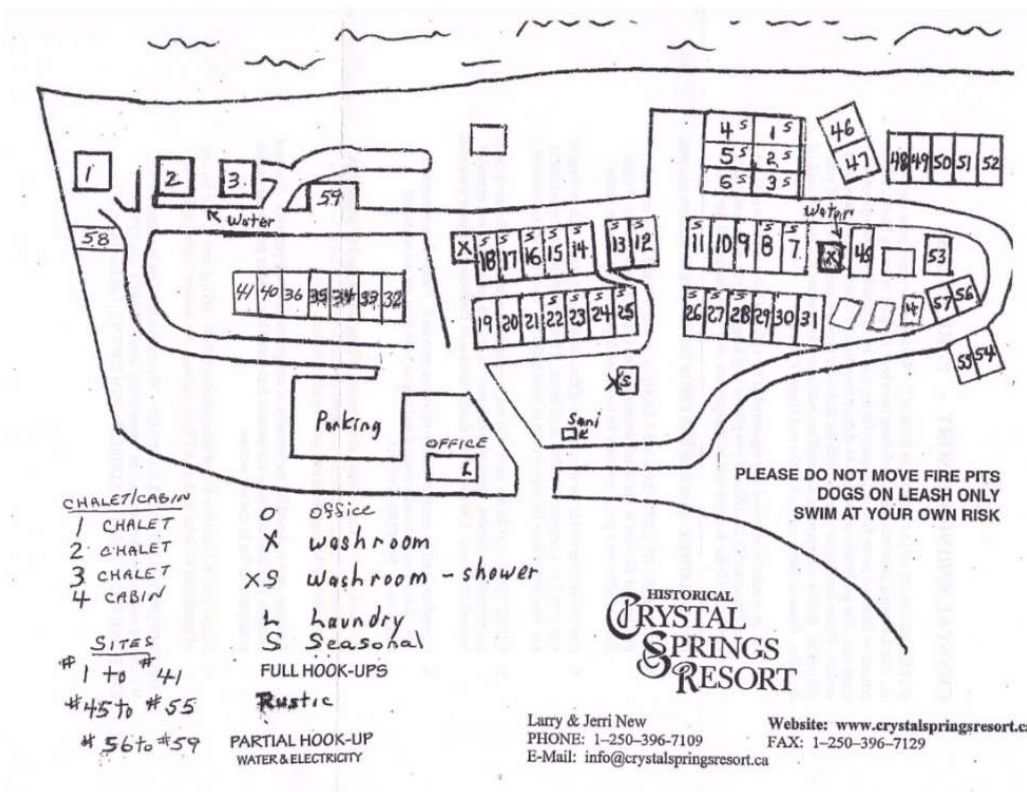 4 S 1 S
5 S 2 S
6 S 3 S
46
47
48 49 50 51 52
1 2 3.
59
Water
58
X
S S S S S
18 17 16 15 14
S S
13 12
S S S S
11 10 9 8 7
Water
X
45
53
41 40 36 35 34 33 32
S S S S
19 20 21 22 23 24 25
S S S
26 27 28 29 30 31
4
57 56
55 54
XS
Parking
Sani
OFFICE
L
PLEASE DO NOT MOVE FIRE PITS
DOGS ON LEASH ONLY
SWIM AT YOUR OWN RISK
CHALET/CABIN
1 CHALET
2 CHALET
3 CHALET
4 CABIN
O OFFICE
X washroom
XS washroom - shower
L Laundry
S Seasonal
SITES
#1 to #41 FULL HOOK-UPS
#45 to #55 Rustic
#56 to #59 PARTIAL HOOK-UP
WATER & ELECTRICITY
HISTORICAL
CRYSTAL
SPRINGS
RESORT
Larry & Jerri New
PHONE: 1-250-396-7109
E-Mail: info@crystalspringsresort.ca
Website: www.crystalspringsresort.ca
FAX: 1-250-396-7129